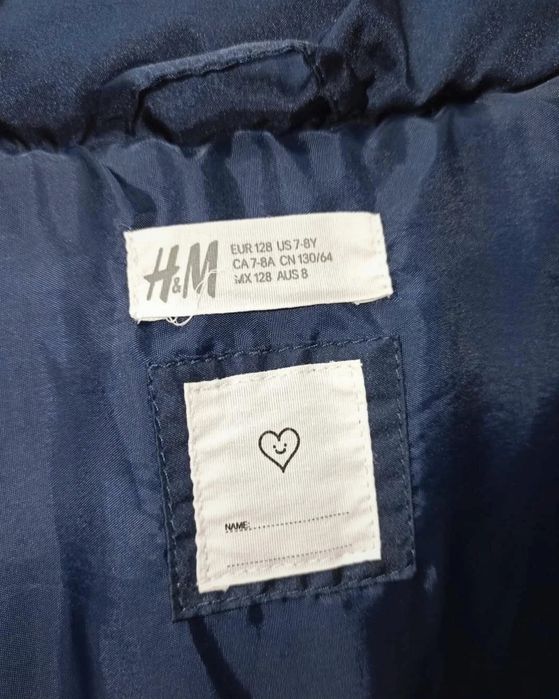 H&M
EUR 128 US 7-8Y
CA 7-8A CN 130/64
MX 128 AUS 8
NAME: